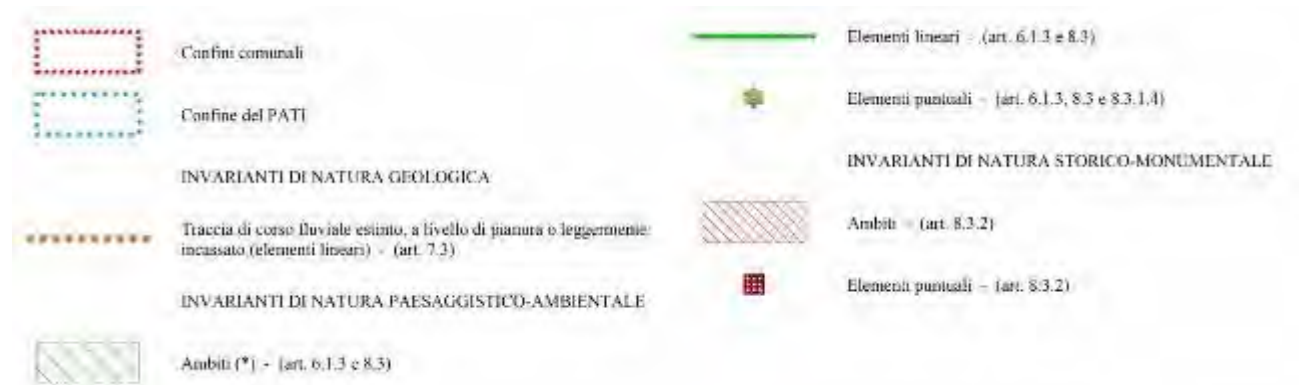 Confini comunali
Confine del PATI
INVARIANTI DI NATURA GEOLOGICA
Traccia di corso fluviale estinto, a livello di pianura o leggermente
incassato (elementi lineari) - (art. 7.3)
INVARIANTI DI NATURA PAESAGGISTICO-AMBIENTALE
Ambiti (*) - (art. 6.1.3 e 8.3)
Elementi lineari - (art. 6.1.3 e 8.3)
Elementi puntuali - (art. 6.1.3, 8.3 e 8.3.1.4)
INVARIANTI DI NATURA STORICO-MONUMENTALE
Ambiti - (art. 8.3.2)
Elementi puntuali - (art. 8.3.2)